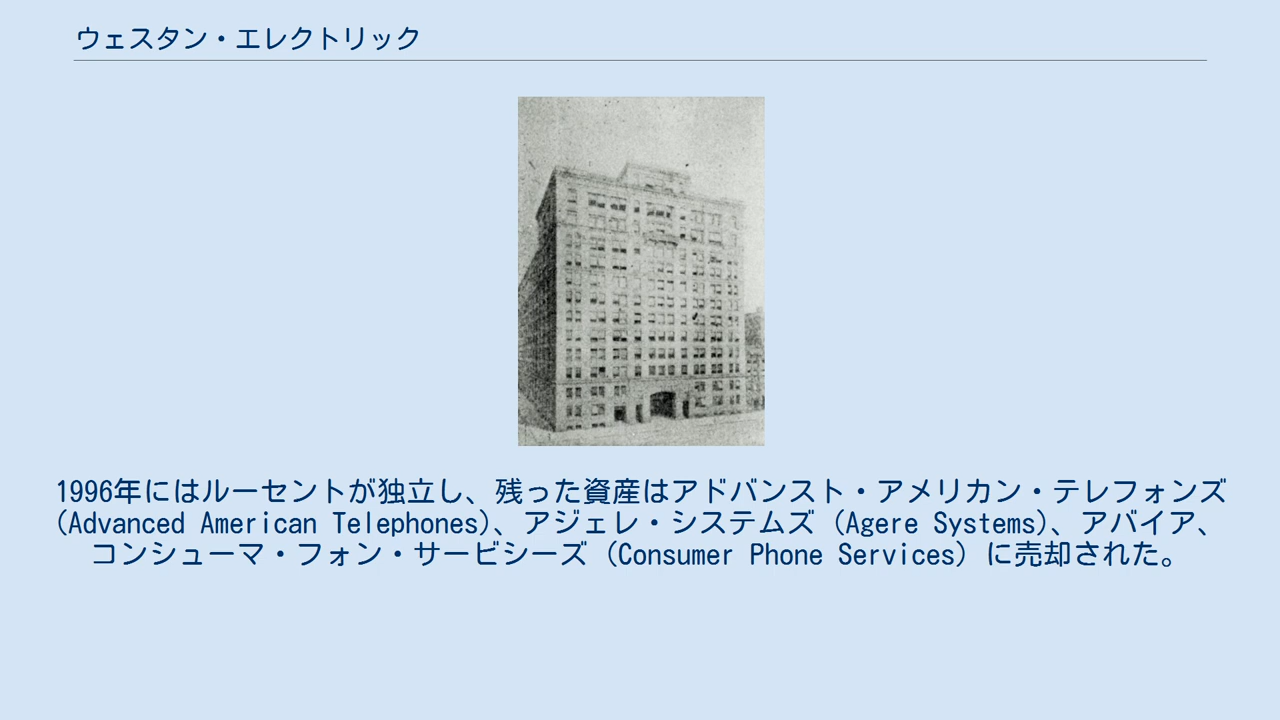 ウェスタン・エレクトリック
1996年にはルーセントが独立し、残った資産はアドバンスト・アメリカン・テレフォンズ
(Advanced American Telephones)、アジェレ・システムズ (Agere Systems)、アバイア、
コンシューマ・フォン・サービシーズ (Consumer Phone Services) に売却された。